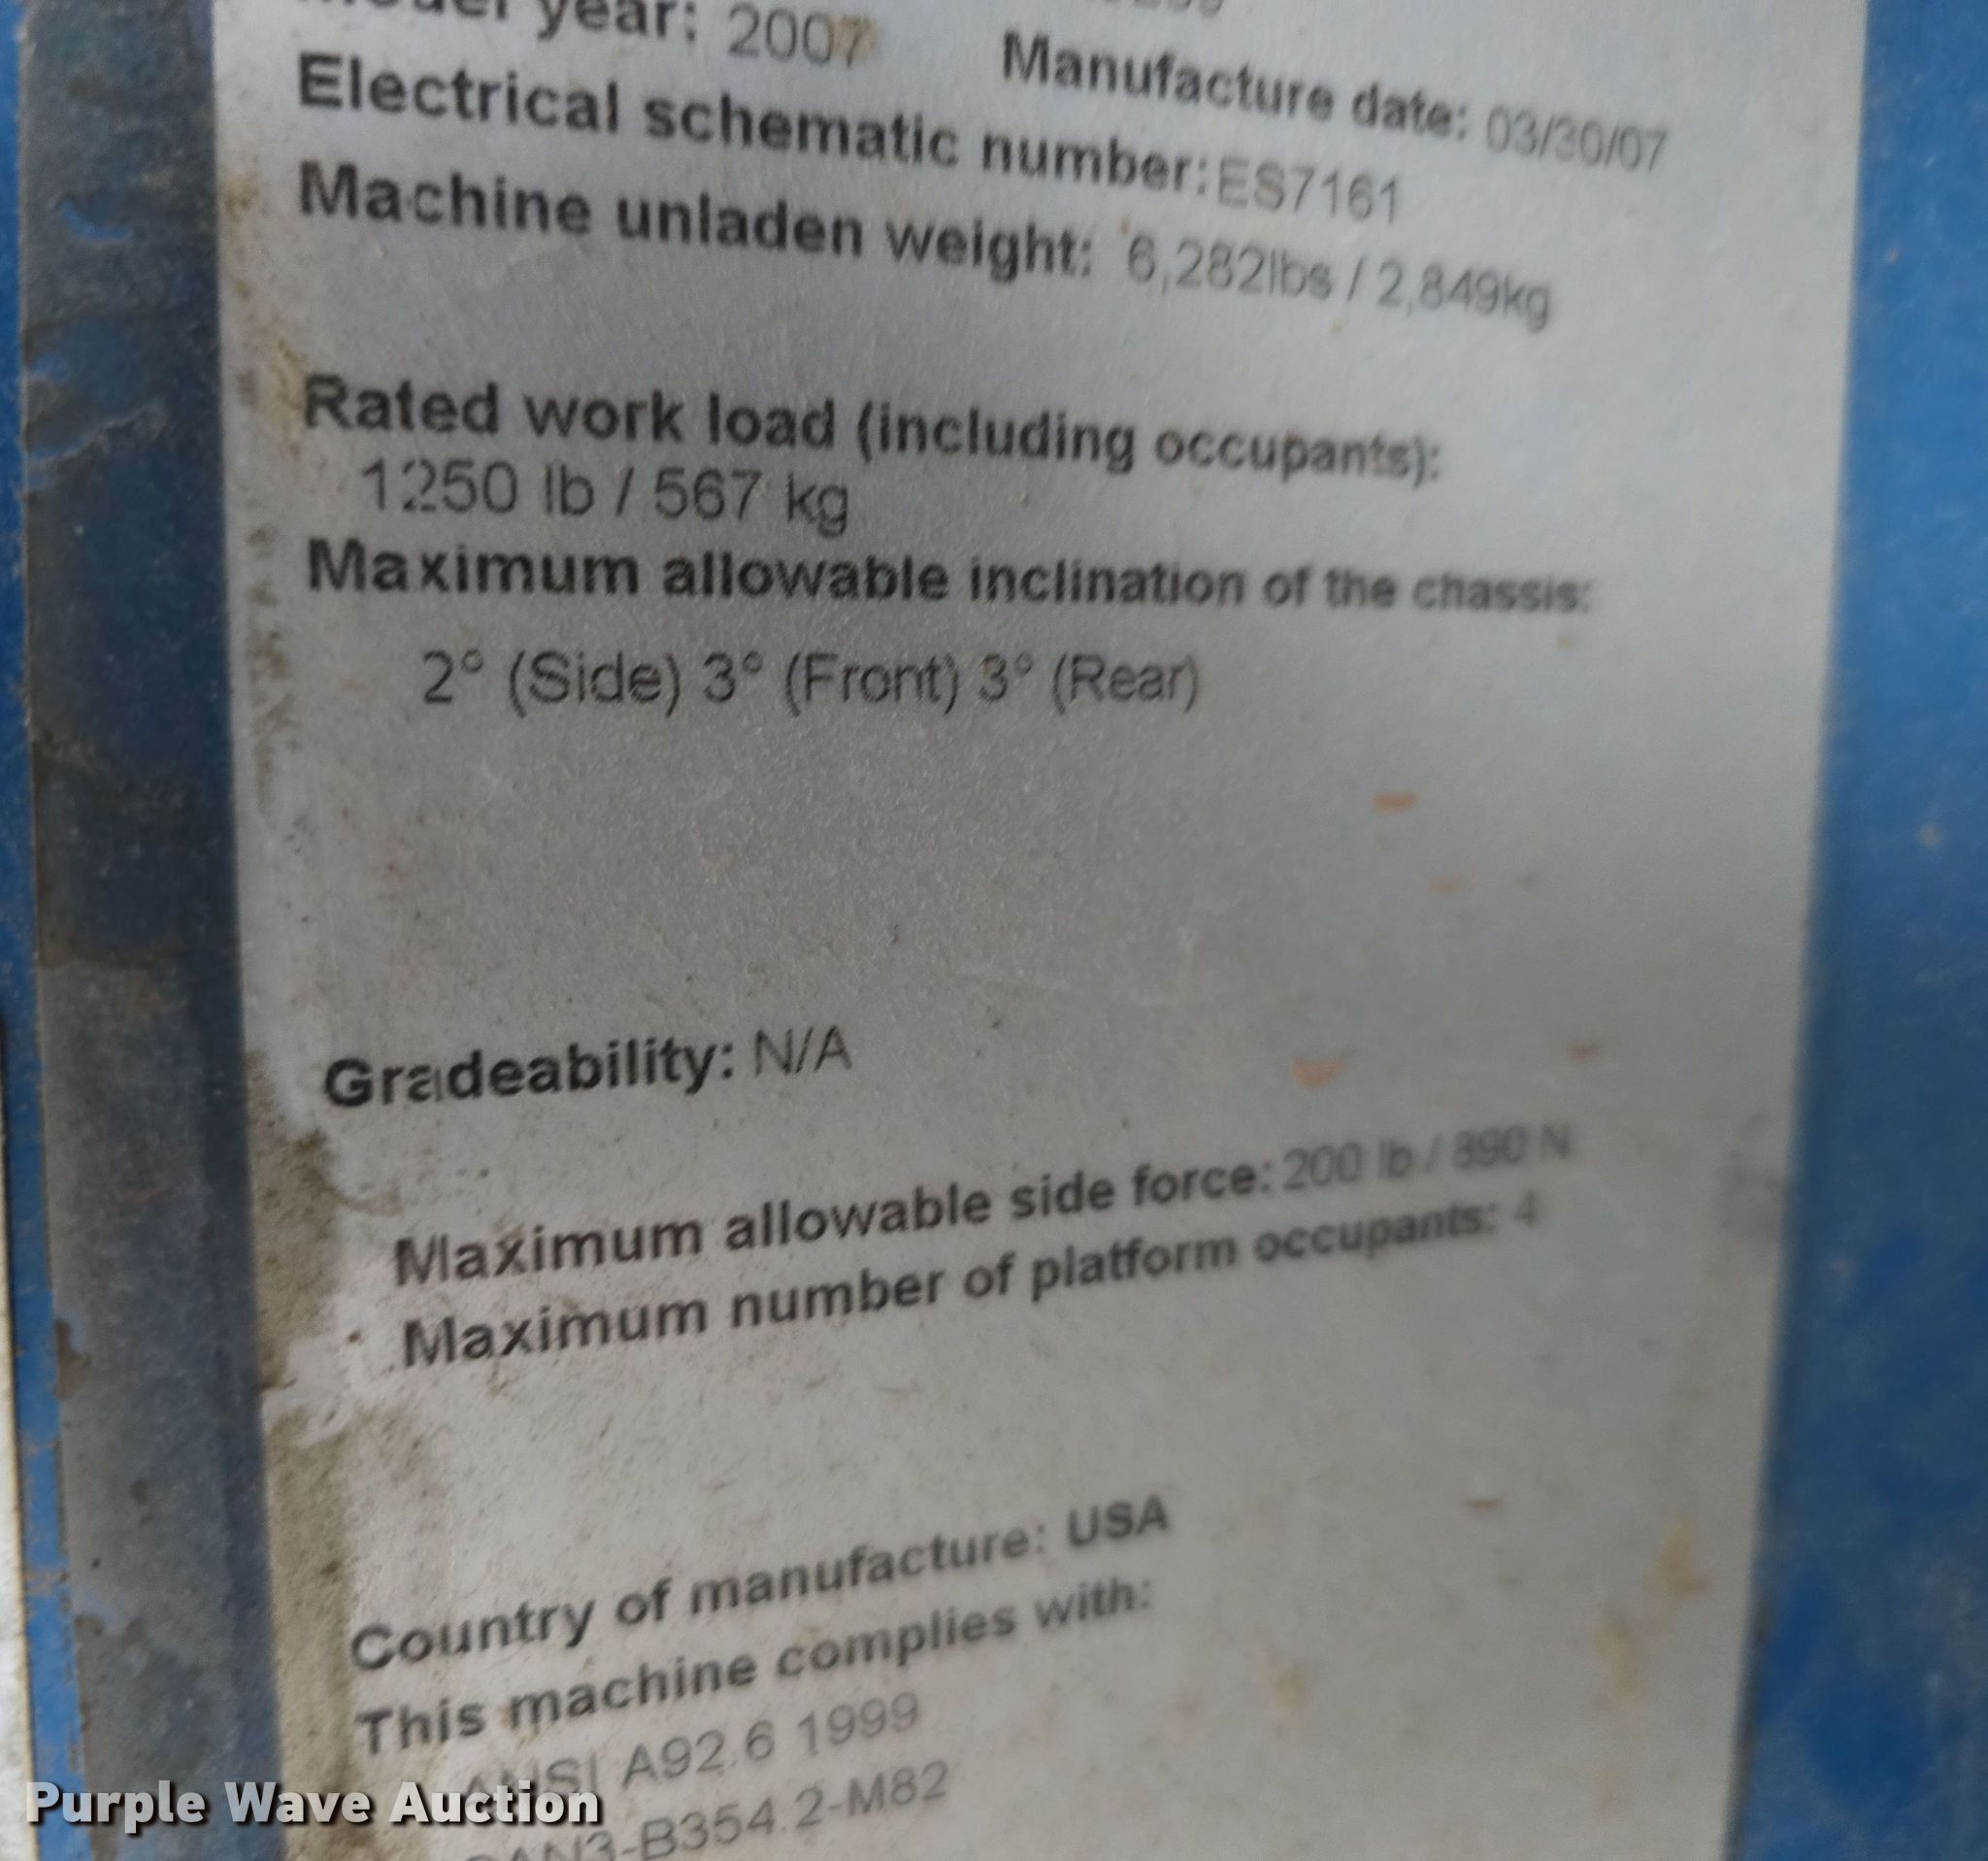 year: 2007
Manufacture date: 03/30/07
Electrical schematic number: ES7161
Machine unladen weight: 6,282lbs / 2,849kg
Rated work load (including occupants):
1250 lb / 567 kg
Maximum allowable inclination of the chassis:
2° (Side) 3° (Front) 3° (Rear)
Gradeability: N/A
Maximum allowable side force: 200 lb / 890 N
Maximum number of platform occupants: 4
Country of manufacture: USA
This machine complies with:
ANSI A92.6 1999
CAN3-B354.2-M82
Purple Wave Auction